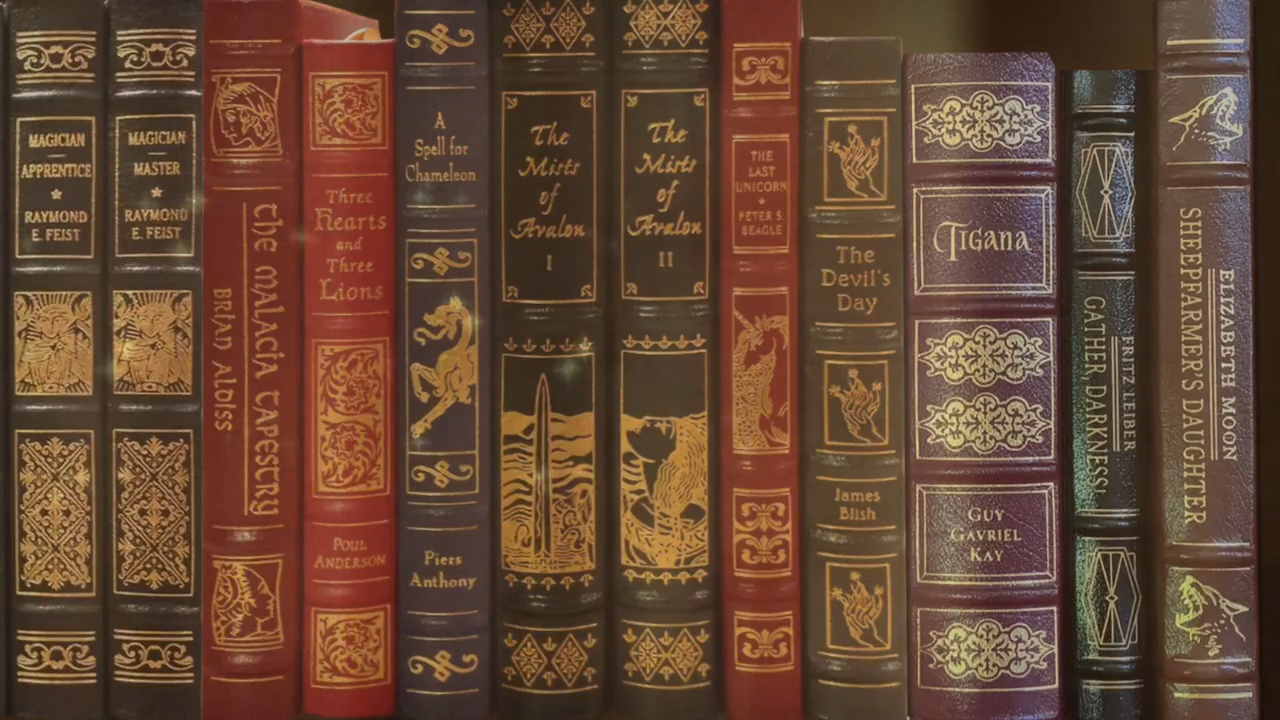 MAGICIAN
APPRENTICE
RAYMOND
E. FEIST
MAGICIAN
MASTER
RAYMOND
E. FEIST
The MALACIA TAPESTRY
BRIAN ALDISS
Three
Hearts
and
Three
Lions
POUL
ANDERSON
A
Spell for
Chameleon
Piers
Anthony
The
Mists
of
Avalon
I
The
Mists
of
Avalon
II
THE
LAST
UNICORN
PETER S.
BEAGLE
The
Devil's
Day
James
Blish
TIGANA
GUY
GAVRIEL
KAY
FRITZ LEIBER
GATHER, DARKNESS!
ELIZABETH MOON
SHEEPFARMER'S DAUGHTER